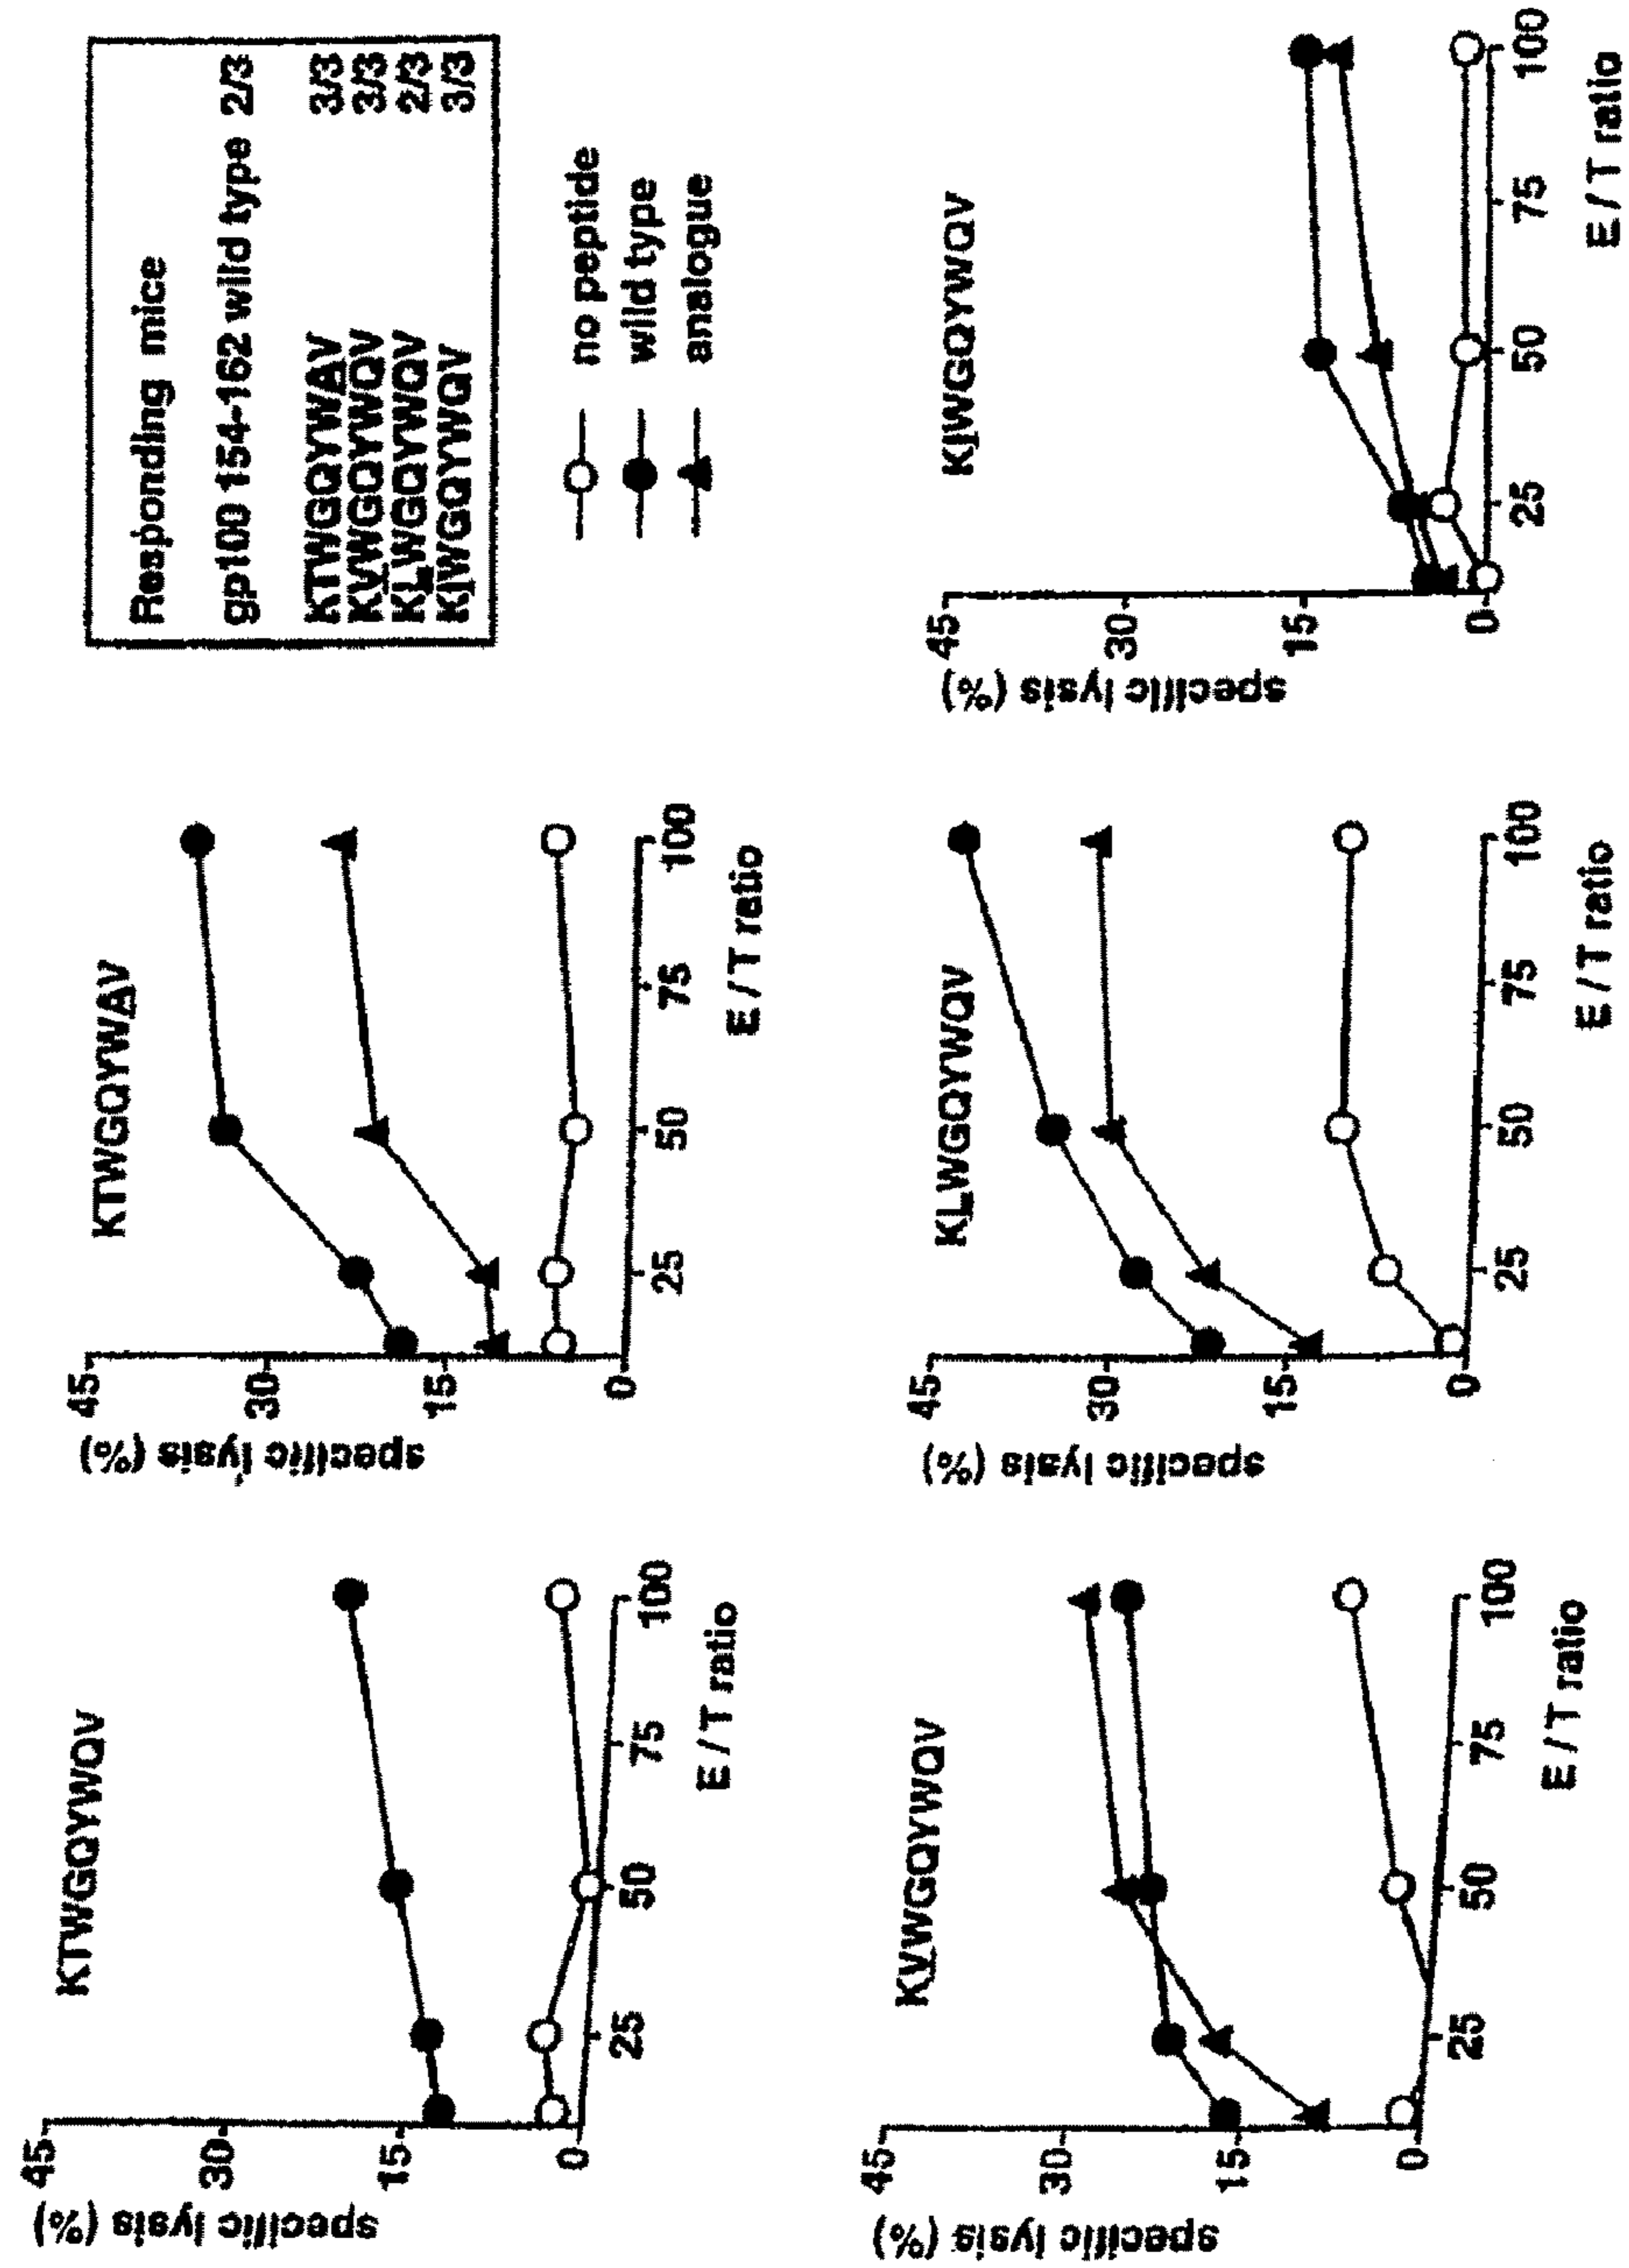 KTWGQYWQV
specific lysis (%)
45
30
15
0
25
50
75
100
E / T ratio
KTWGQYWAV
specific lysis (%)
45
30
15
0
25
50
75
100
E / T ratio
Responding mice
gp100 154-162 wild type 2/3
KTWGQYWAV 3/3
KVWGQYWQV 3/3
KLWGQYWQV 2/3
KIWGQYWQV 3/3
no peptide
wild type
analogue
KVWGQYWQV
specific lysis (%)
45
30
15
0
25
50
75
100
E / T ratio
KLWGQYWQV
specific lysis (%)
45
30
15
0
25
50
75
100
E / T ratio
KIWGQYWQV
specific lysis (%)
45
30
15
0
25
50
75
100
E / T ratio